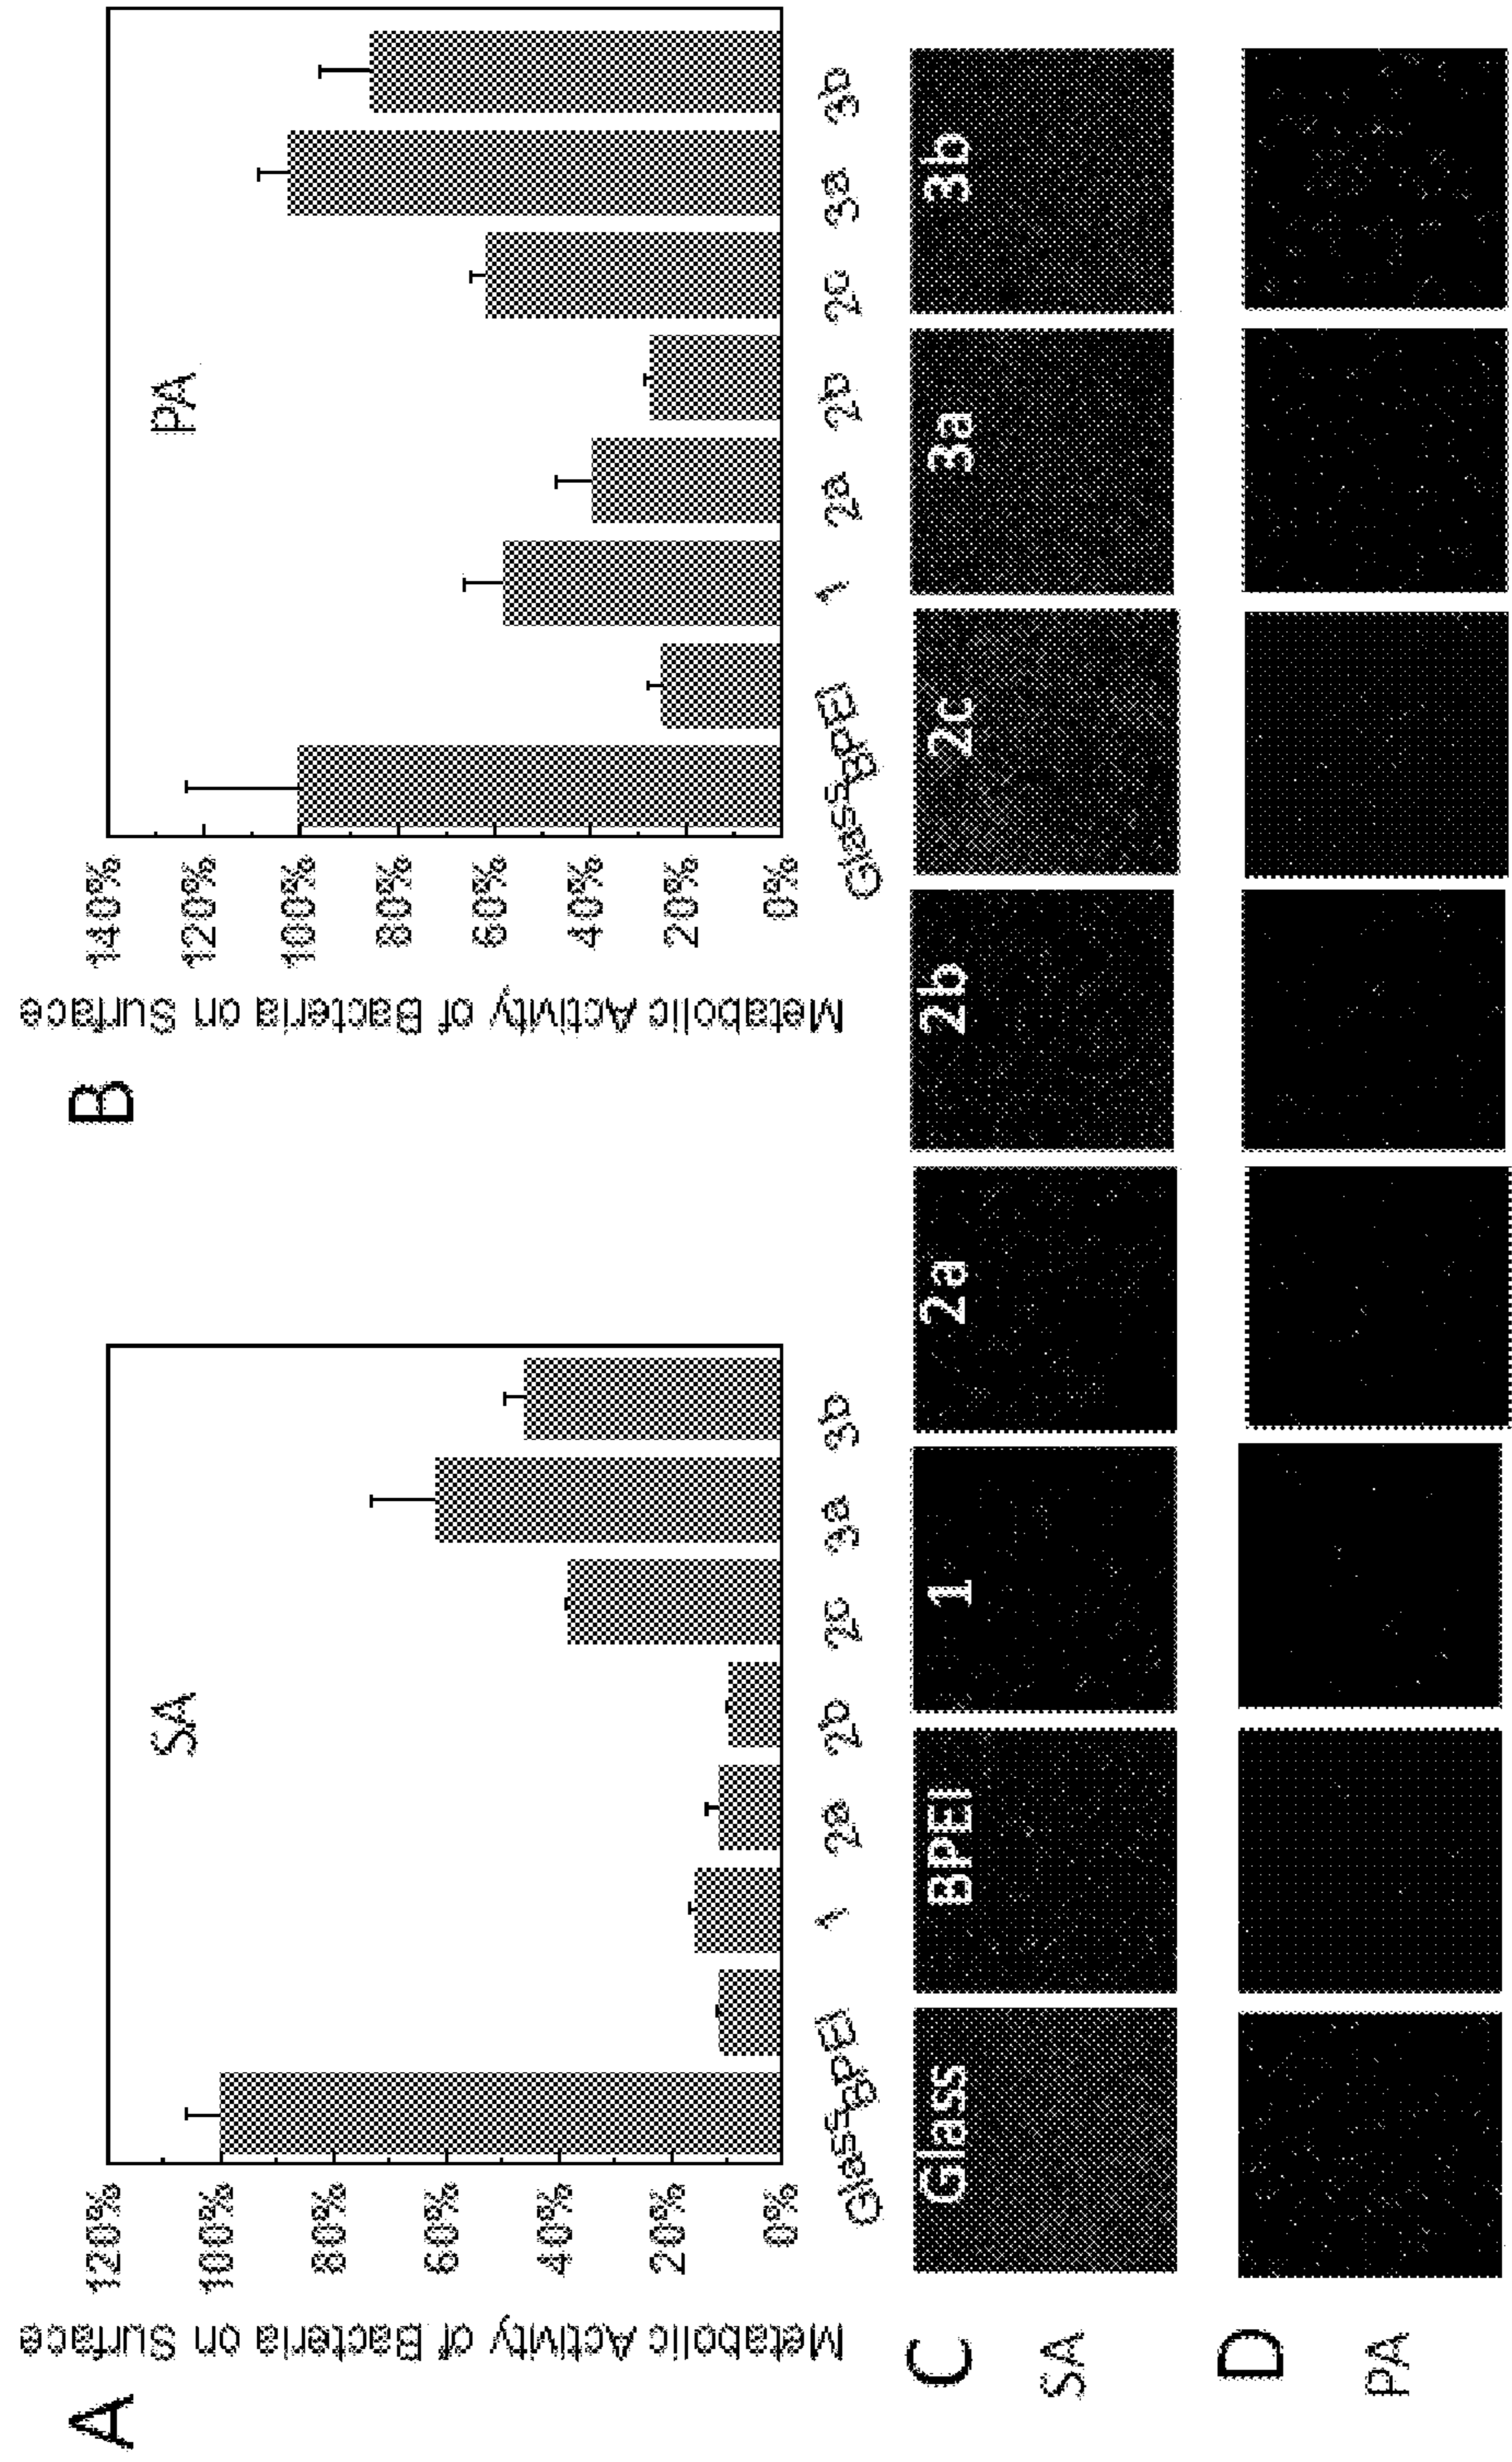 A
Metabolic Activity of Bacteria on Surface
120%
100%
80%
60%
40%
20%
0%
SA
Glass BPEI 1 2a 2b 2c 3a 3b
B
Metabolic Activity of Bacteria on Surface
140%
120%
100%
80%
60%
40%
20%
0%
PA
Glass BPEI 1 2a 2b 2c 3a 3b
C
SA
Glass BPEI 1 2a 2b 2c 3a 3b
D
PA